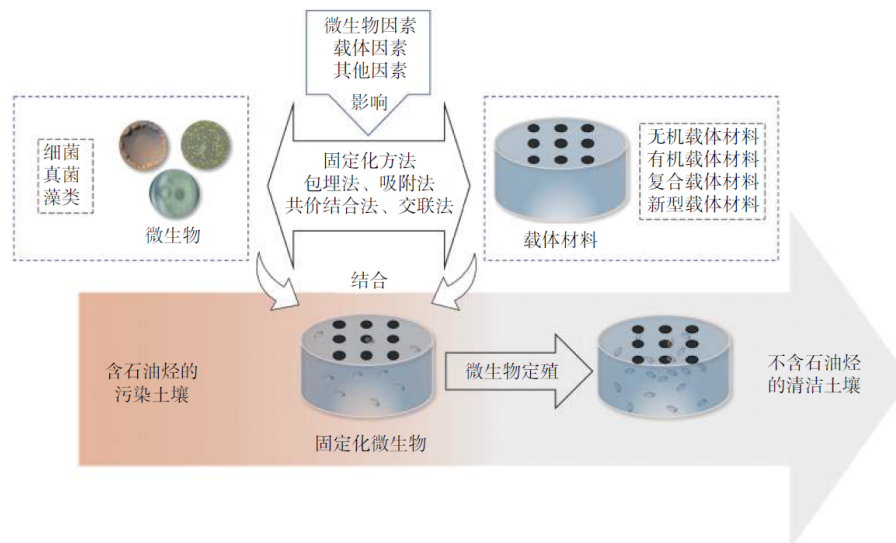 微生物因素
载体因素
其他因素
影响
细菌
真菌
藻类
微生物
固定化方法
包埋法、吸附法
共价结合法、交联法
无机载体材料
有机载体材料
复合载体材料
新型载体材料
载体材料
结合
含石油烃的
污染土壤
固定化微生物
微生物定殖
不含石油烃
的清洁土壤